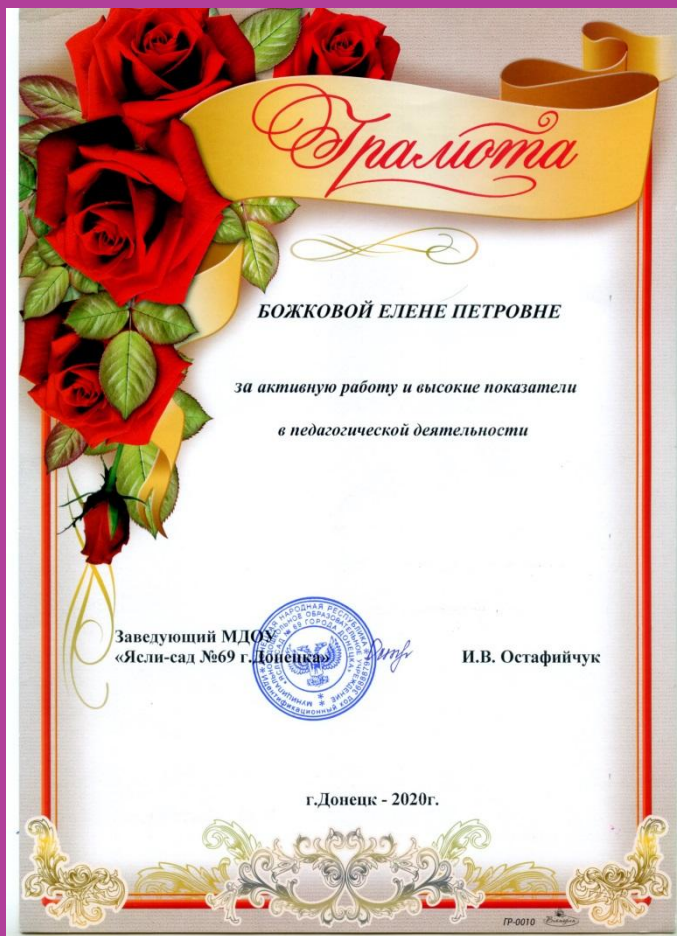 Грамота
БОЖКОВОЙ ЕЛЕНЕ ПЕТРОВНЕ
за активную работу и высокие показатели
в педагогической деятельности
Заведующий МДОУ
«Ясли-сад №69 г.Донецка»
И.В. Остафийчук
г.Донецк - 2020г.
ГР-0010